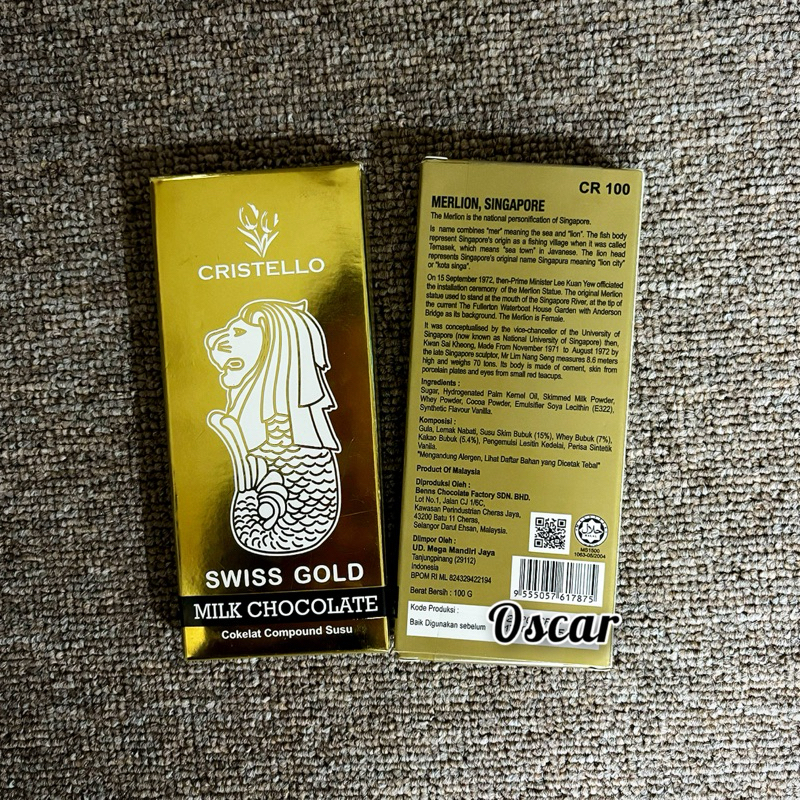 CRISTELLO
SWISS GOLD
MILK CHOCOLATE
Cokelat Compound Susu
CR 100
MERLION, SINGAPORE
The Merlion is the national personification of Singapore.
Is name combines "mer" meaning the sea and "lion". The fish body
represent Singapore's origin as a fishing village when it was called
Temasek, which means "sea town" in Javanese. The lion head
represents Singapore's original name Singapura meaning "lion city"
or "kota singa".
On 15 September 1972, then-Prime Minister Lee Kuan Yew officiated
the installation ceremony of the Merlion Statue. The original Merlion
statue used to stand at the mouth of the Singapore River, at the tip of
the current The Fullerton Waterboat House Garden with Anderson
Bridge as its background. The Merlion is Female.
It was conceptualised by the vice-chancellor of the University of
Singapore (now known as National University of Singapore) then,
Kwan Sai Kheong, Made From November 1971 to August 1972 by
the late Singapore sculptor, Mr Lim Nang Seng measures 8.6 meters
high and weighs 70 tons. Its body is made of cement, skin from
porcelain plates and eyes from small red teacups.
Ingredients :
Sugar, Hydrogenated Palm Kernel Oil, Skimmed Milk Powder,
Whey Powder, Cocoa Powder, Emulsifier Soya Lecithin (E322),
Synthetic Flavour Vanilla.
Komposisi :
Gula, Lemak Nabati, Susu Skim Bubuk (15%), Whey Bubuk (7%),
Kakao Bubuk (5.4%), Pengemulsi Lesitin Kedelai, Perisa Sintetik
Vanila.
"Mengandung Alergen, Lihat Daftar Bahan yang Dicetak Tebal"
Product Of Malaysia
Diproduksi Oleh :
Benns Chocolate Factory SDN. BHD.
Lot No.1, Jalan CJ 1/6C,
Kawasan Perindustrian Cheras Jaya,
43200 Batu 11 Cheras,
Selangor Darul Ehsan, Malaysia.
MS1500
1063-05/2004
Diimpor Oleh :
UD. Mega Mandiri Jaya
Tanjungpinang (29112)
Indonesia
BPOM RI ML 824329422194
Berat Bersih : 100 G
9 555057 617875
Kode Produksi :
Baik Digunakan sebelum
Oscar